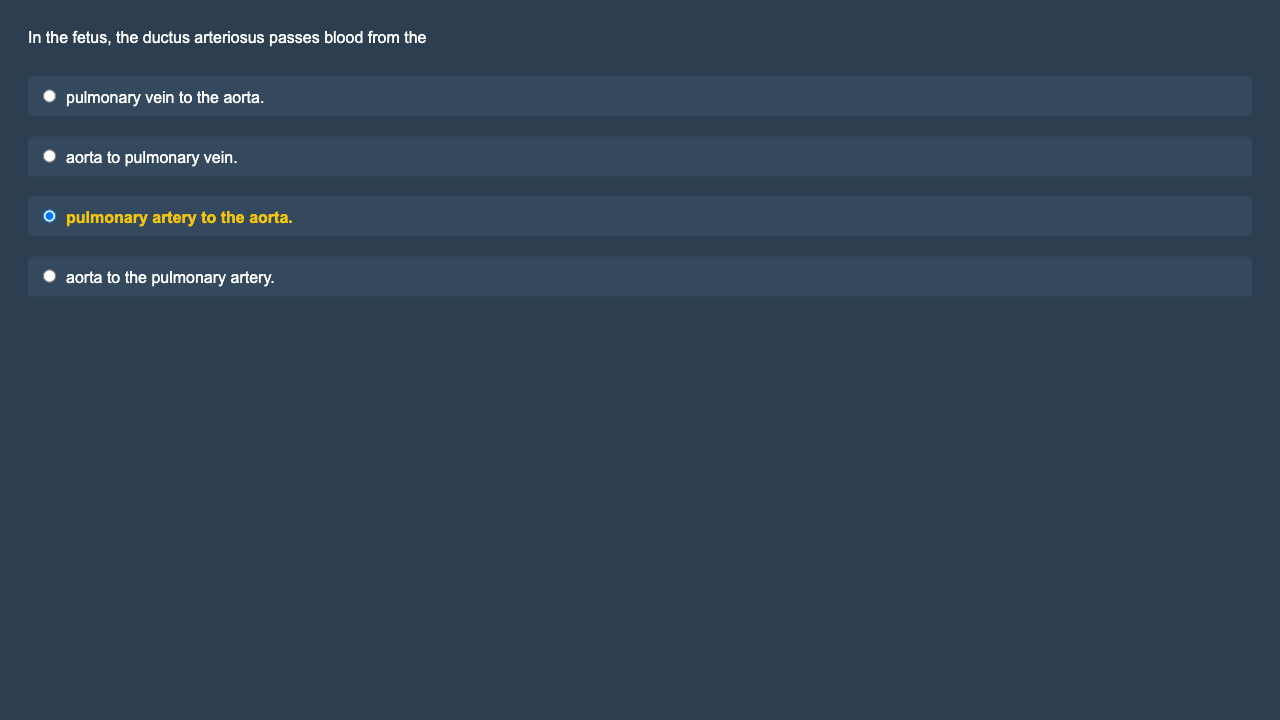 In the fetus, the ductus arteriosus passes blood from the
pulmonary vein to the aorta.
aorta to pulmonary vein.
pulmonary artery to the aorta.
aorta to the pulmonary artery.